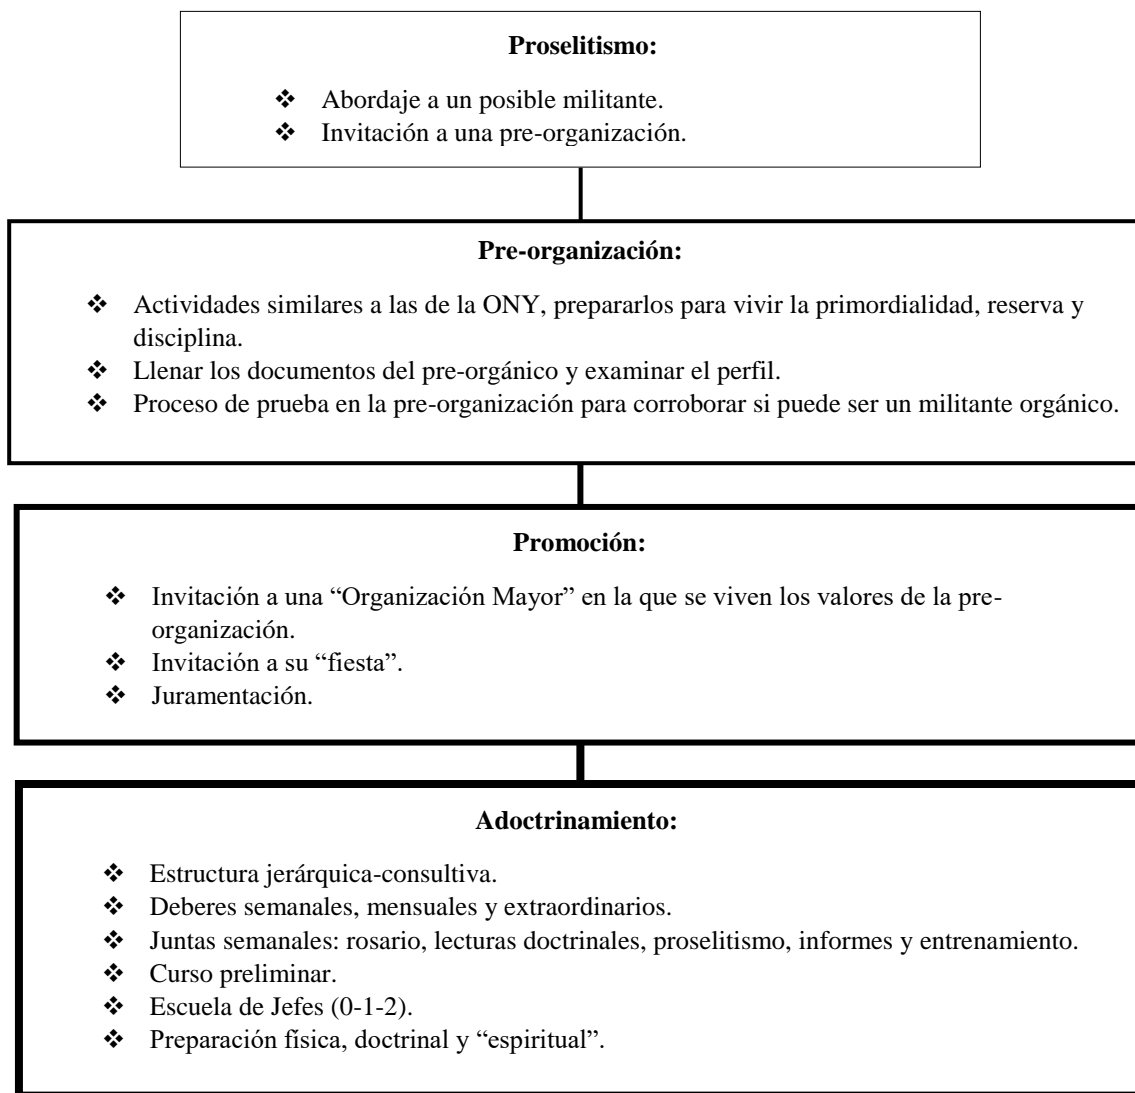 Proselitismo:
❖ Abordaje a un posible militante.
❖ Invitación a una pre-organización.
Pre-organización:
❖ Actividades similares a las de la ONY, prepararlos para vivir la primordialidad, reserva y
disciplina.
❖ Llenar los documentos del pre-orgánico y examinar el perfil.
❖ Proceso de prueba en la pre-organización para corroborar si puede ser un militante orgánico.
Promoción:
❖ Invitación a una “Organización Mayor” en la que se viven los valores de la pre-
organización.
❖ Invitación a su “fiesta”.
❖ Juramentación.
Adoctrinamiento:
❖ Estructura jerárquica-consultiva.
❖ Deberes semanales, mensuales y extraordinarios.
❖ Juntas semanales: rosario, lecturas doctrinales, proselitismo, informes y entrenamiento.
❖ Curso preliminar.
❖ Escuela de Jefes (0-1-2).
❖ Preparación física, doctrinal y “espiritual”.